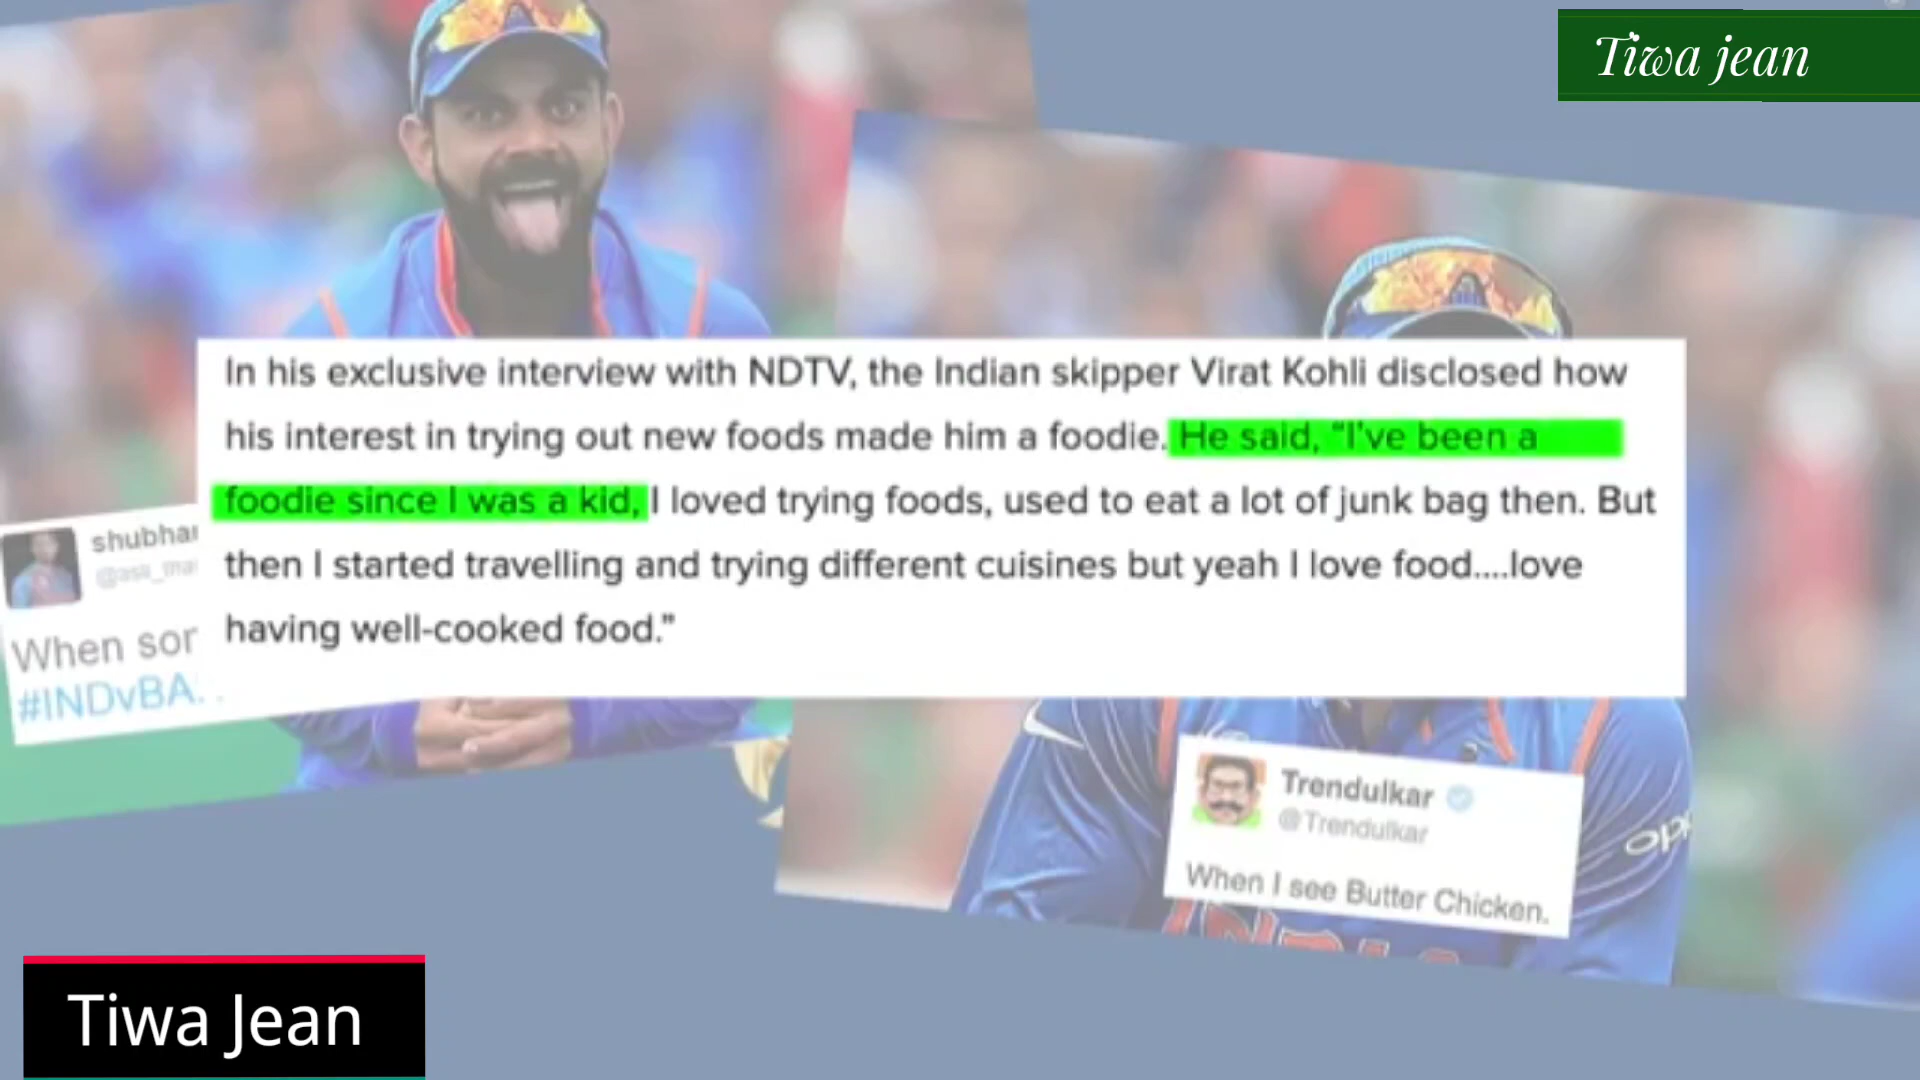 Tiwa jean
In his exclusive interview with NDTV, the Indian skipper Virat Kohli disclosed how
his interest in trying out new foods made him a foodie. He said, “I've been a
foodie since I was a kid, I loved trying foods, used to eat a lot of junk bag then. But
then I started travelling and trying different cuisines but yeah I love food....love
having well-cooked food.”
shubhar
When sor
#INDvBA.
Trendulkar
@Trendulkar
When I see Butter Chicken.
opp
INDIA
Tiwa Jean